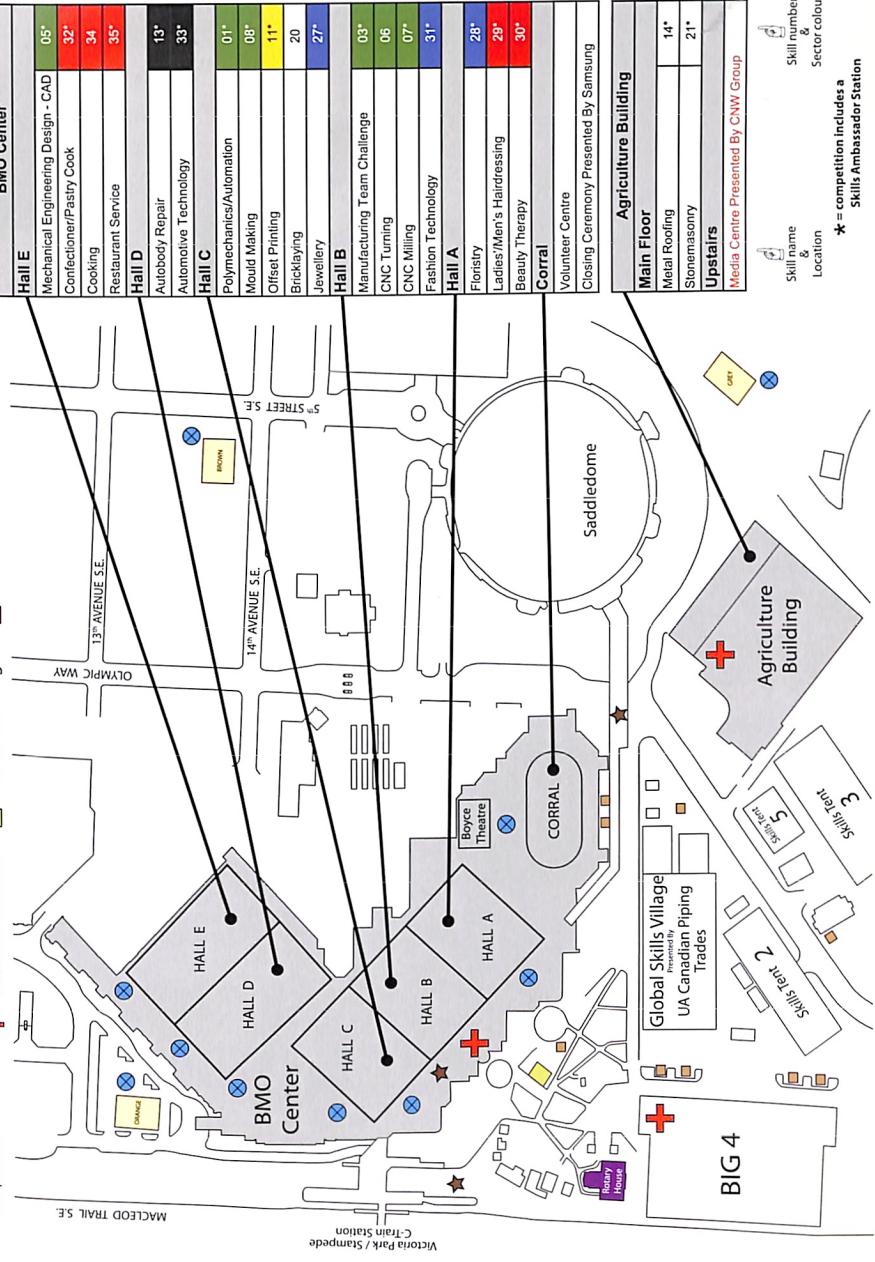 BMO Center
Hall E
Mechanical Engineering Design - CAD 05*
Confectioner/Pastry Cook 32*
Cooking 34
Restaurant Service 35*
Hall D
Autobody Repair 13*
Automotive Technology 33*
Hall C
Polymechanics/Automation 01*
Mould Making 08*
Offset Printing 11*
Bricklaying 20
Jewellery 27*
Hall B
Manufacturing Team Challenge 03*
CNC Turning 06
CNC Milling 07*
Fashion Technology 31*
Hall A
Floristry 28*
Ladies'/Men's Hairdressing 29*
Beauty Therapy 30*
Corral
Volunteer Centre
Closing Ceremony Presented By Samsung
Agriculture Building
Main Floor
Metal Roofing 14*
Stonemasonry 21*
Upstairs
Media Centre Presented By CNW Group
Skill name
&
Location
Skill number
&
Sector colou
* = competition includes a
Skills Ambassador Station
13th AVENUE S.E.
14th AVENUE S.E.
5th STREET S.E.
OLYMPIC WAY
MACLEOD TRAIL S.E.
BROWN
GREY
ORANGE
Saddledome
Agriculture
Building
HALL E
HALL D
HALL C
HALL B
HALL A
BMO
Center
Boyce
Theatre
CORRAL
Victoria Park / Stampede
C-Train Station
Global Skills Village
Presented By
UA Canadian Piping
Trades
Skills Tent 2
Skills Tent
5
Skills Tent
3
Rotary
House
BIG 4